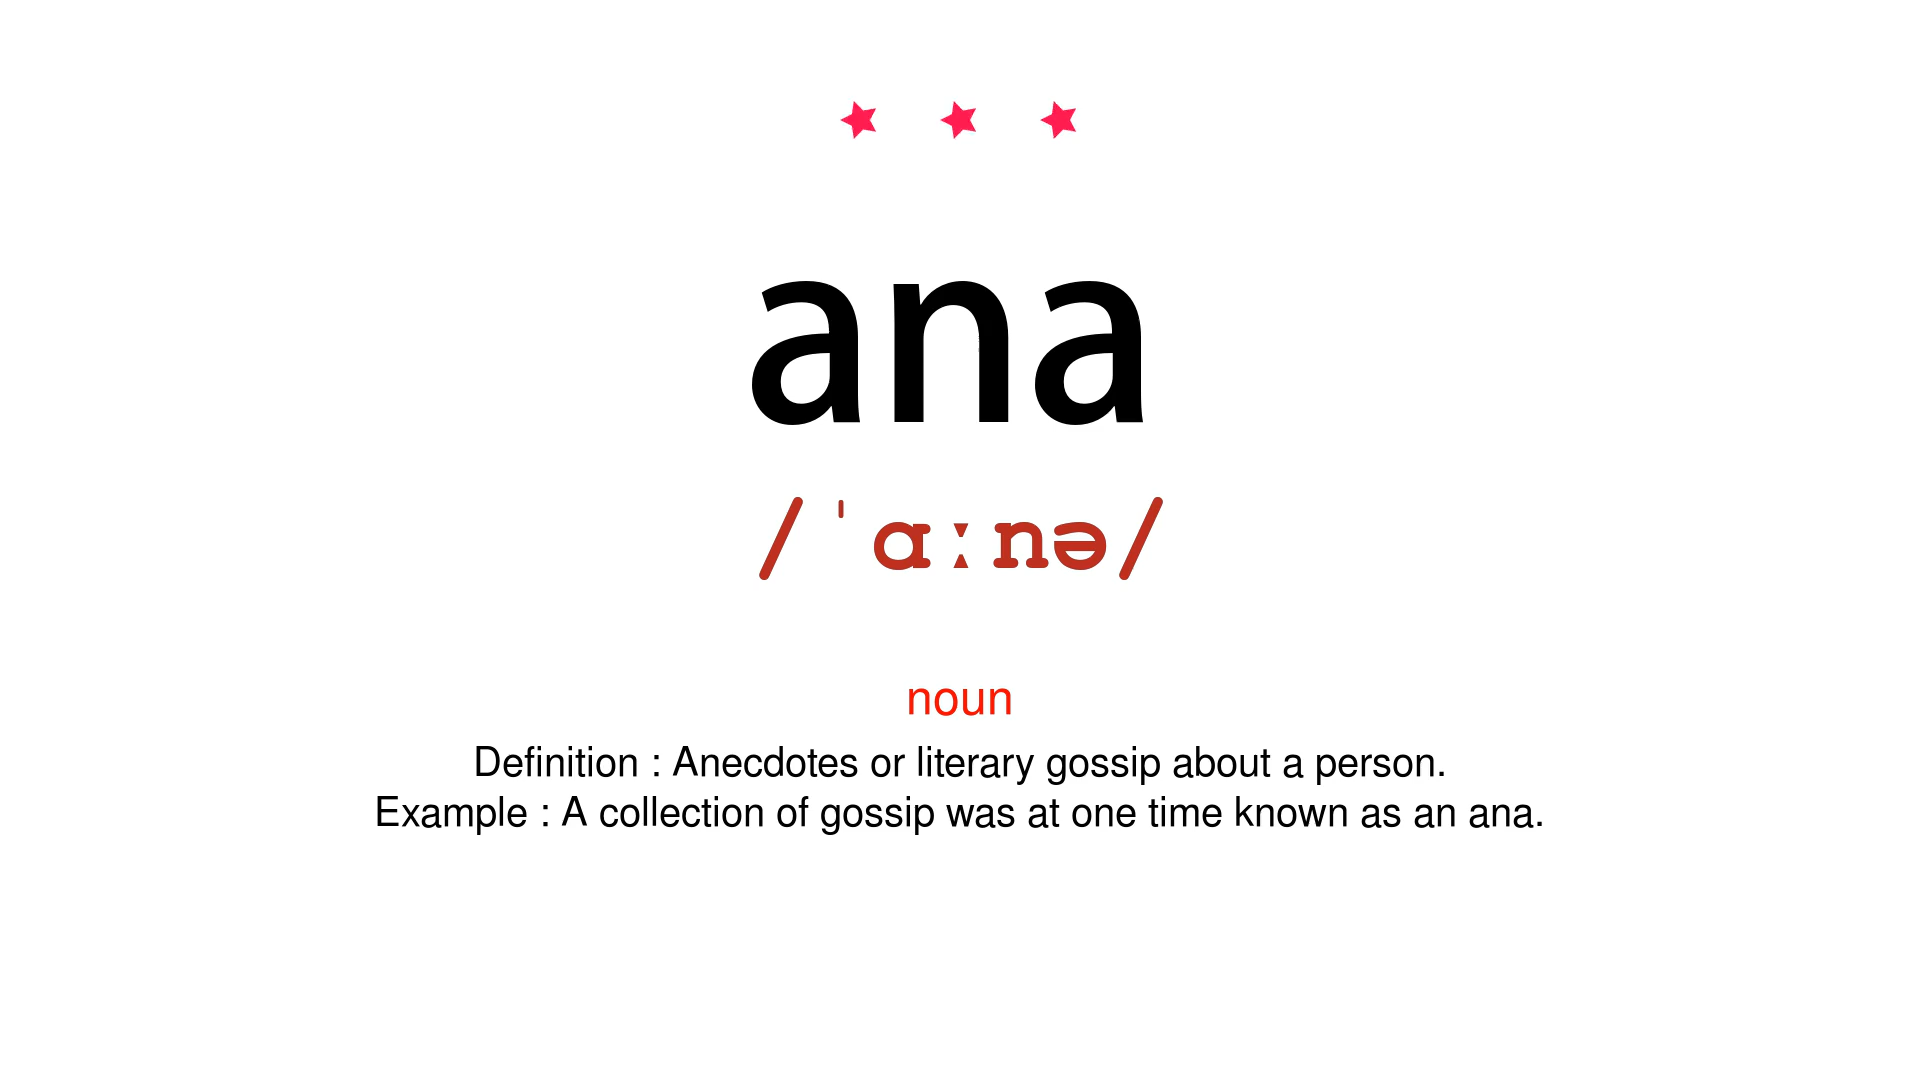 ana
/ˈɑːnə/
noun
Definition : Anecdotes or literary gossip about a person.
Example : A collection of gossip was at one time known as an ana.